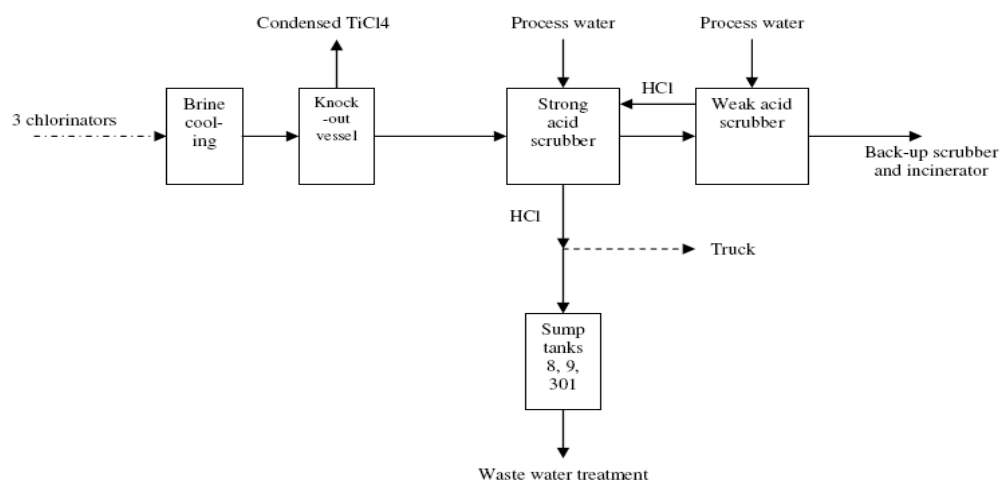 Condensed TiCl4
Process water
Process water
3 chlorinators
Brine
cool-
ing
Knock
-out
vessel
Strong
acid
scrubber
HCl
Weak acid
scrubber
Back-up scrubber
and incinerator
HCl
Truck
Sump
tanks
8, 9,
301
Waste water treatment